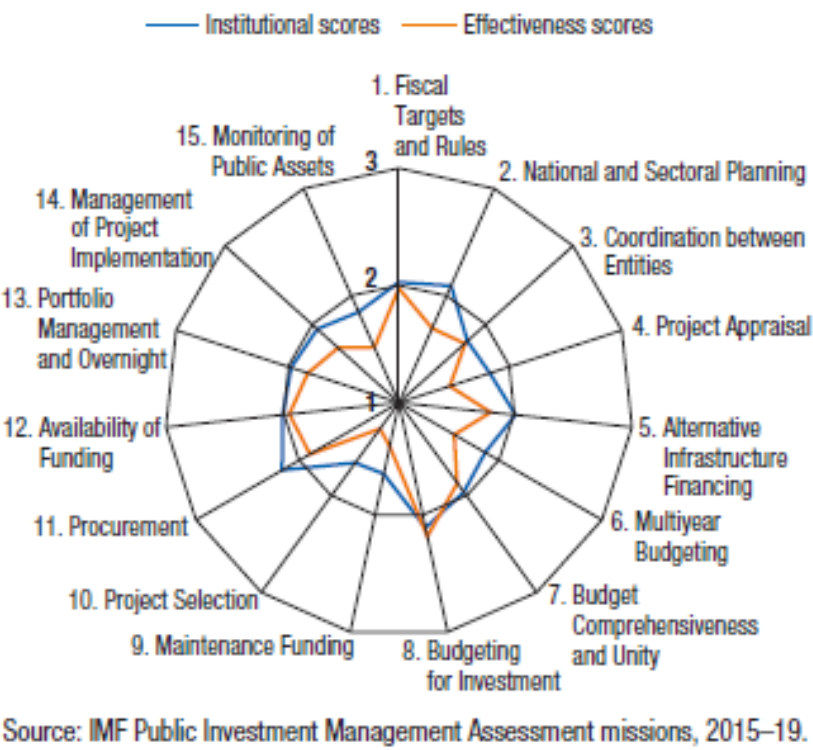 Institutional scores
Effectiveness scores
1. Fiscal
Targets
and Rules
2. National and Sectoral Planning
3. Coordination between
Entities
4. Project Appraisal
5. Alternative
Infrastructure
Financing
6. Multiyear
Budgeting
7. Budget
Comprehensiveness
and Unity
8. Budgeting
for Investment
9. Maintenance Funding
10. Project Selection
11. Procurement
12. Availability of
Funding
13. Portfolio
Management
and Overnight
14. Management
of Project
Implementation
15. Monitoring of
Public Assets
3
2
1
Source: IMF Public Investment Management Assessment missions, 2015–19.